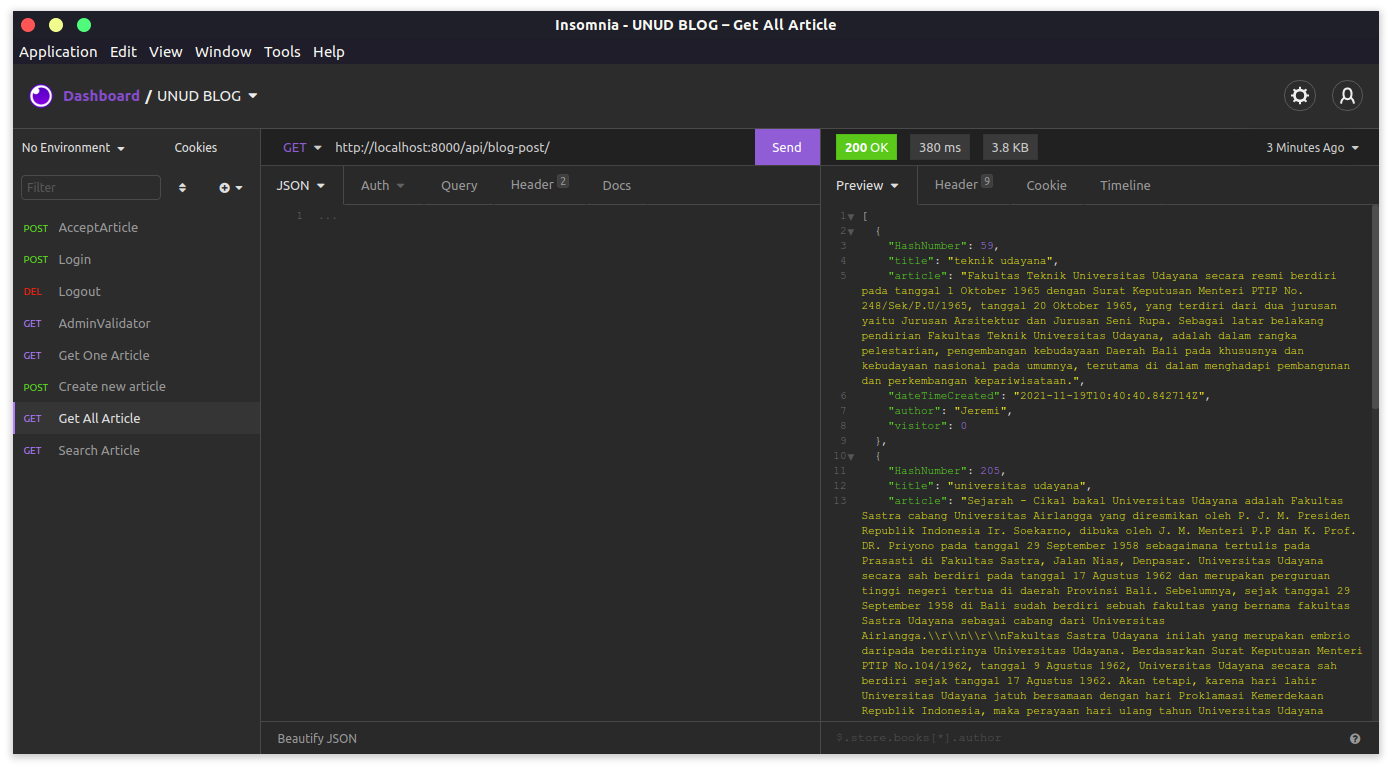 Insomnia - UNUD BLOG – Get All Article
Application Edit View Window Tools Help
Dashboard / UNUD BLOG
No Environment Cookies
Filter
POST AcceptArticle
POST Login
DEL Logout
GET AdminValidator
GET Get One Article
POST Create new article
GET Get All Article
GET Search Article
GET http://localhost:8000/api/blog-post/ Send
JSON Auth Query Header 2 Docs
1 ...
Beautify JSON
200 OK 380 ms 3.8 KB 3 Minutes Ago
Preview Header 9 Cookie Timeline
1 [
2 {
3 "HashNumber": 59,
4 "title": "teknik udayana",
5 "article": "Fakultas Teknik Universitas Udayana secara resmi berdiri
pada tanggal 1 Oktober 1965 dengan Surat Keputusan Menteri PTIP No.
248/Sek/P.U/1965, tanggal 20 Oktober 1965, yang terdiri dari dua jurusan
yaitu Jurusan Arsitektur dan Jurusan Seni Rupa. Sebagai latar belakang
pendirian Fakultas Teknik Universitas Udayana, adalah dalam rangka
pelestarian, pengembangan kebudayaan Daerah Bali pada khususnya dan
kebudayaan nasional pada umumnya, terutama di dalam menghadapi pembangunan
dan perkembangan kepariwisataan.",
6 "dateTimeCreated": "2021-11-19T10:40:40.842714Z",
7 "author": "Jeremi",
8 "visitor": 0
9 },
10 {
11 "HashNumber": 205,
12 "title": "universitas udayana",
13 "article": "Sejarah - Cikal bakal Universitas Udayana adalah Fakultas
Sastra cabang Universitas Airlangga yang diresmikan oleh P. J. M. Presiden
Republik Indonesia Ir. Soekarno, dibuka oleh J. M. Menteri P.P dan K. Prof.
DR. Priyono pada tanggal 29 September 1958 sebagaimana tertulis pada
Prasasti di Fakultas Sastra, Jalan Nias, Denpasar. Universitas Udayana
secara sah berdiri pada tanggal 17 Agustus 1962 dan merupakan perguruan
tinggi negeri tertua di daerah Provinsi Bali. Sebelumnya, sejak tanggal 29
September 1958 di Bali sudah berdiri sebuah fakultas yang bernama fakultas
Sastra Udayana sebagai cabang dari Universitas
Airlangga.\\r\\n\\r\\nFakultas Sastra Udayana inilah yang merupakan embrio
daripada berdirinya Universitas Udayana. Berdasarkan Surat Keputusan Menteri
PTIP No.104/1962, tanggal 9 Agustus 1962, Universitas Udayana secara sah
berdiri sejak tanggal 17 Agustus 1962. Akan tetapi, karena hari lahir
Universitas Udayana jatuh bersamaan dengan hari Proklamasi Kemerdekaan
Republik Indonesia, maka perayaan hari ulang tahun Universitas Udayana
$.store.books[*].author